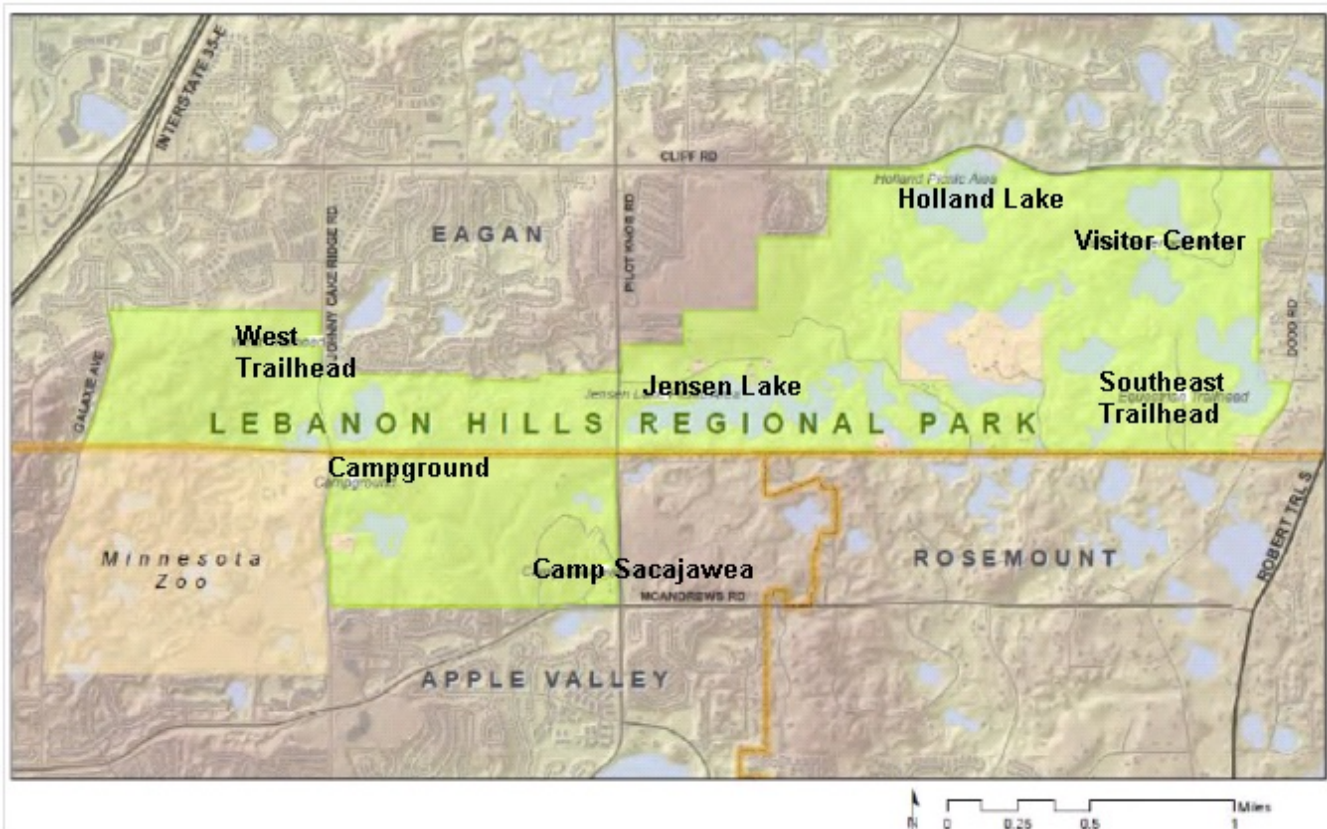 INTERSTATE 35-E
CLIFF RD
Holland Picnic Area
Holland Lake
PILOT KNOB RD
JOHNNY CAKE RIDGE RD
EAGAN
Visitor Center
DODD RD
West
Trailhead
GALAXIE AVE
Jensen Lake
Southeast
Trailhead
Equestrian Trailhead
LEBANON HILLS REGIONAL PARK
Campground
Campground
Minnesota
Zoo
Camp Sacajawea
MCANDREWS RD
ROSEMOUNT
ROBERT TRL S
APPLE VALLEY
N
0 0.25 0.5 1
Miles